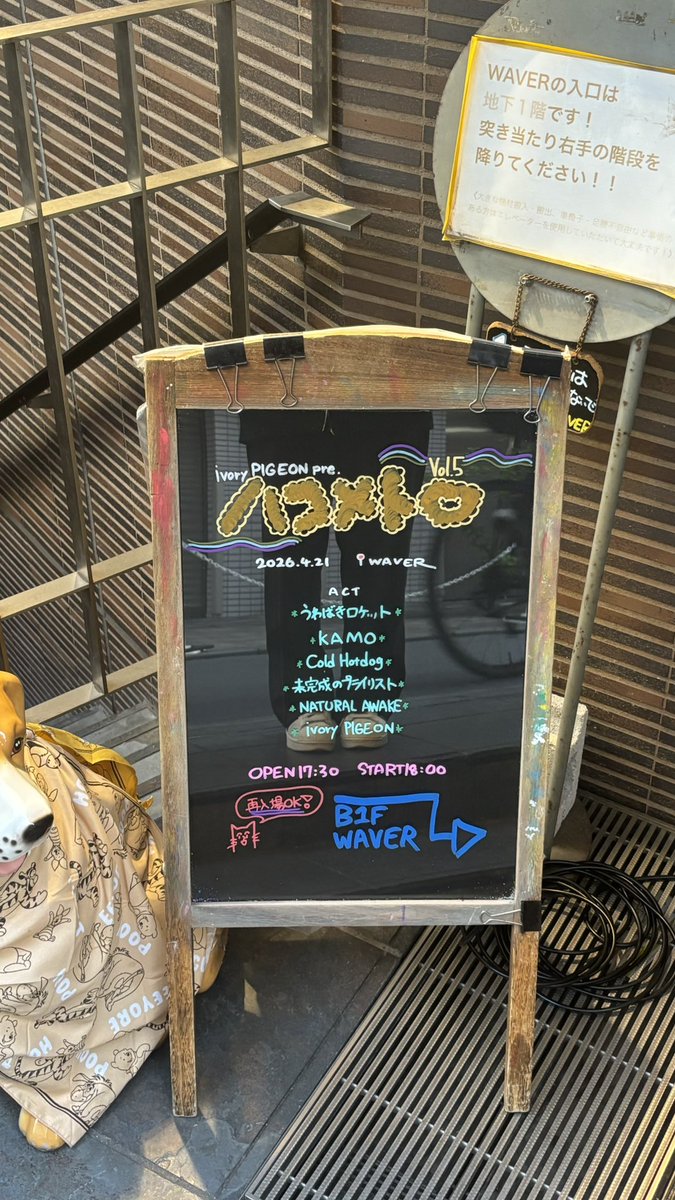 WAVERの入口は
地下1階です！
突き当たり右手の階段を
降りてください！！
ivory PIGEON pre.
Vol.5
ハコメトロ
2026.4.21 WAVER
ACT
*うわばきロケット*
*KAMO*
*Cold Hotdog*
*未完成のプライリスト*
*NATURAL AWAKE*
*ivory PIGEON*
OPEN17:30 START18:00
再入場OK!
B1F
WAVER
POOH
EEYORE